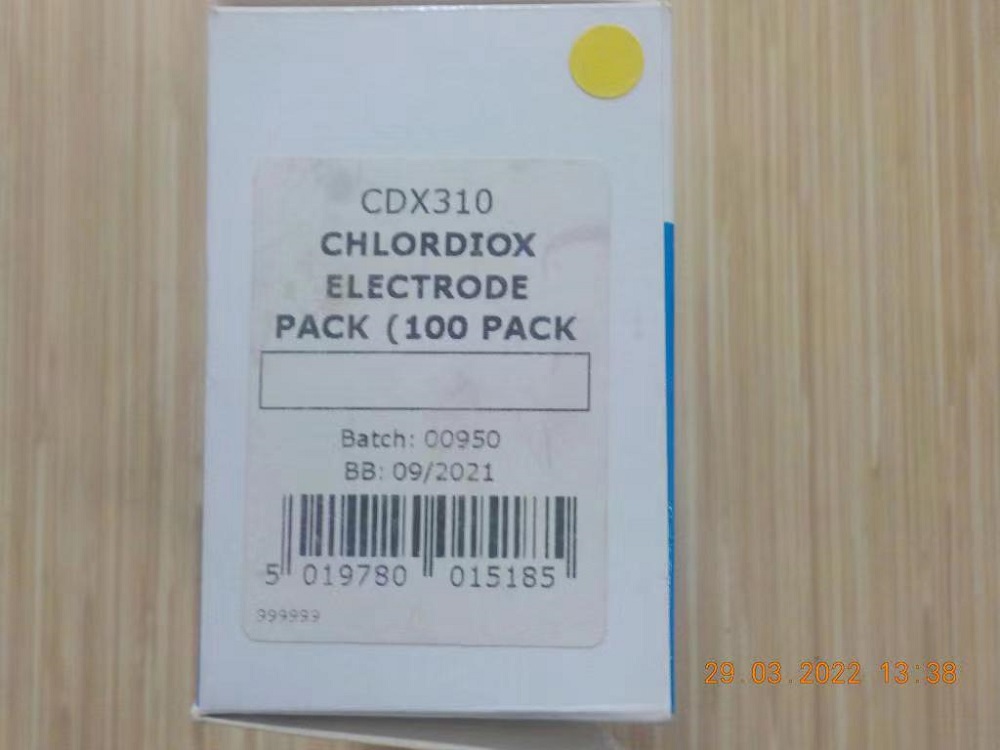 CDX310
CHLORDIOX
ELECTRODE
PACK (100 PACK
Batch: 00950
BB: 09/2021
5 019780 015185
999999
29.03.2022 13:38